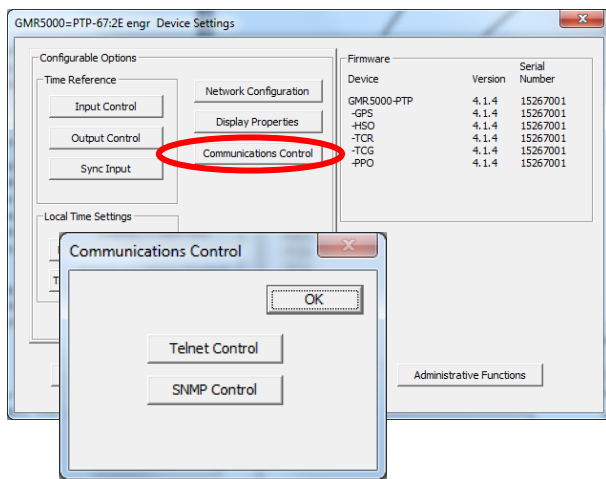 GMR5000=PTP-67:2E engr Device Settings
Configurable Options
Time Reference
Input Control
Output Control
Sync Input
Network Configuration
Display Properties
Communications Control
Local Time Settings
Firmware
Device Version Serial Number
GMR5000-PTP 4.1.4 15267001
-GPS 4.1.4 15267001
-HSO 4.1.4 15267001
-TCR 4.1.4 15267001
-TCG 4.1.4 15267001
-PPO 4.1.4 15267001
Administrative Functions
Communications Control
OK
Telnet Control
SNMP Control